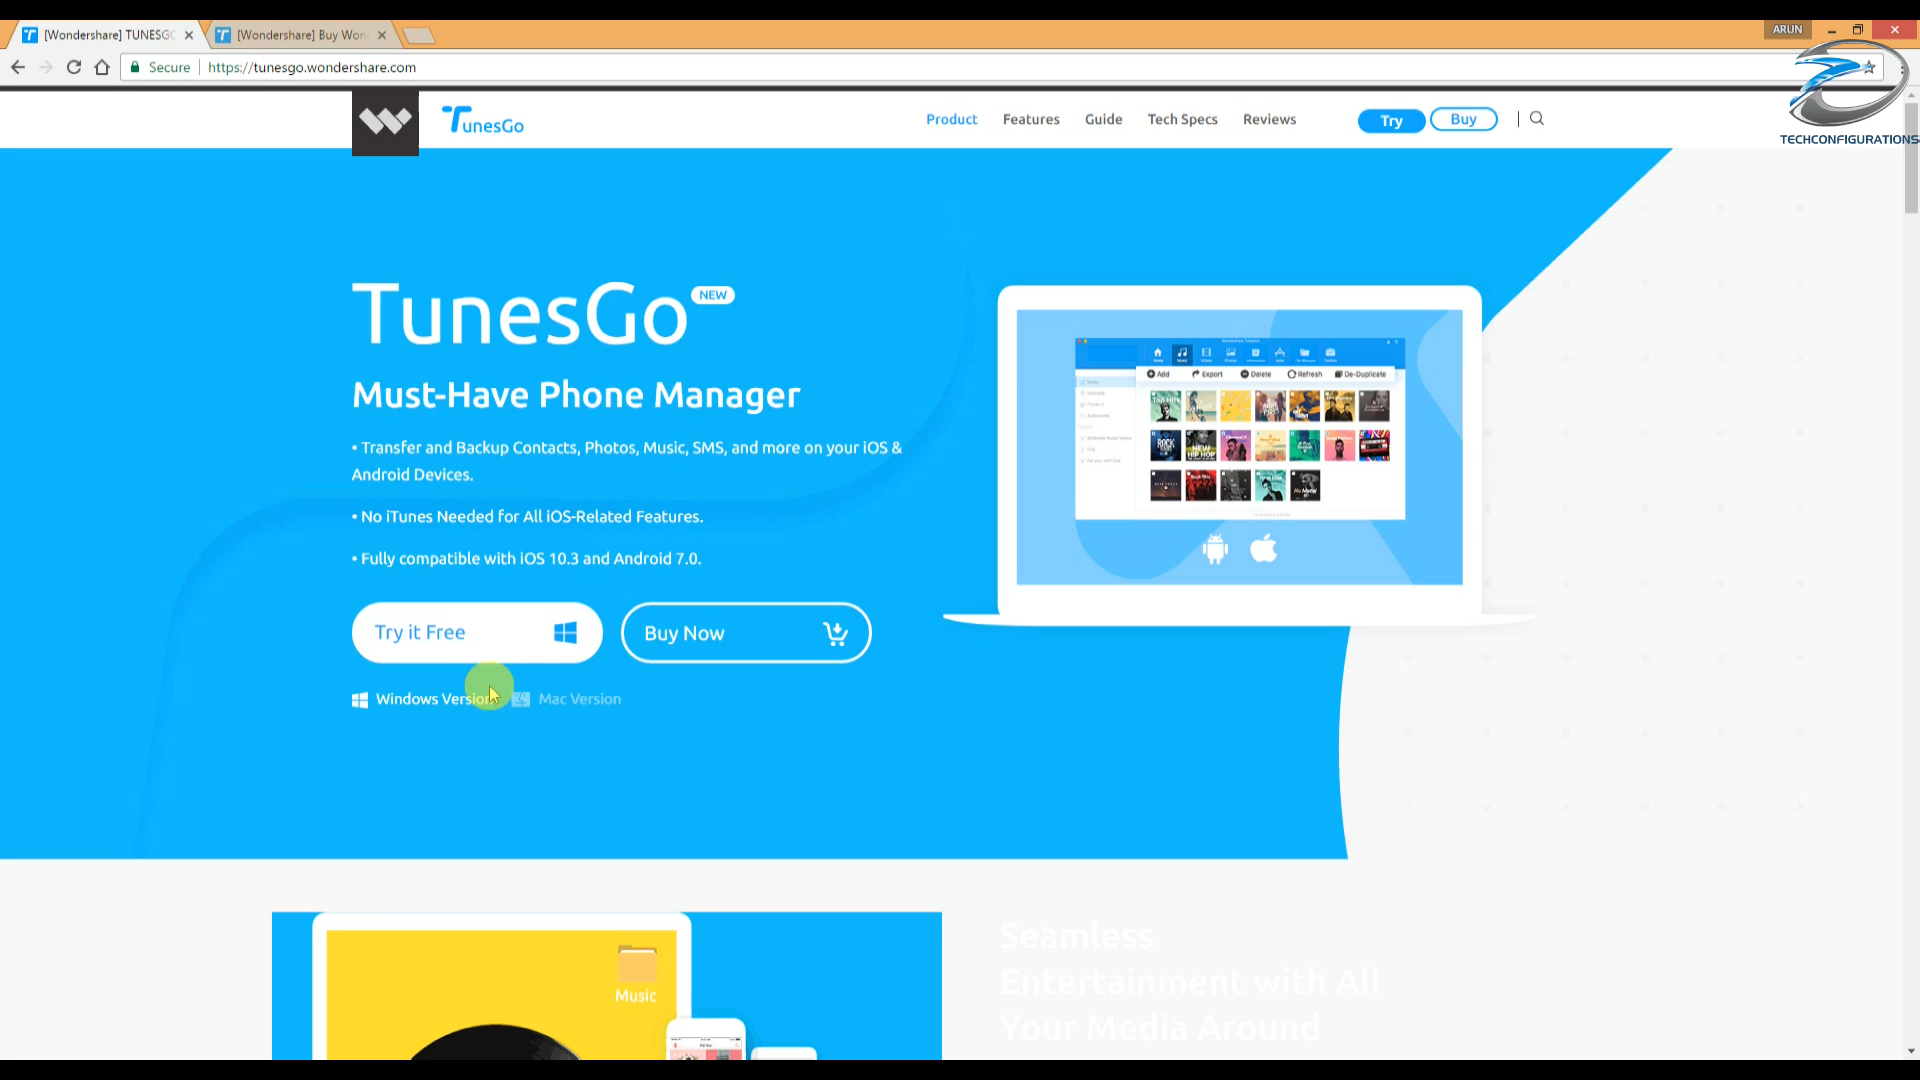 [Wondershare] TUNESG
[Wondershare] Buy Won
ARUN
Secure
https://tunesgo.wondershare.com
TECHCONFIGURATIONS
TunesGo
Product
Features
Guide
Tech Specs
Reviews
Try
Buy
TunesGo
NEW
Must-Have Phone Manager
• Transfer and Backup Contacts, Photos, Music, SMS, and more on your iOS &
Android Devices.
• No iTunes Needed for All iOS-Related Features.
• Fully compatible with iOS 10.3 and Android 7.0.
Try it Free
Buy Now
Windows Version
Mac Version
Add
Export
Delete
Refresh
De-Duplicate
Music
Seamless
Entertainment with All
Your Media Around